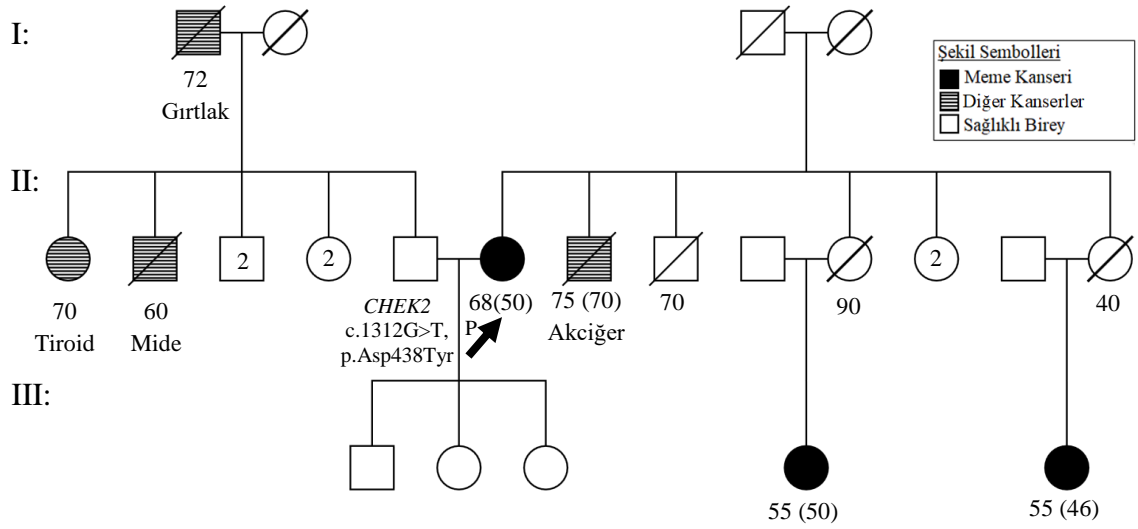 I:
72
Gırtlak
Şekil Sembolleri
Meme Kanseri
Diğer Kanserler
Sağlıklı Birey
II:
2
2
2
70
Tiroid
60
Mide
CHEK2
c.1312G>T,
p.Asp438Tyr
P
68(50)
75 (70)
Akciğer
70
90
40
III:
55 (50)
55 (46)